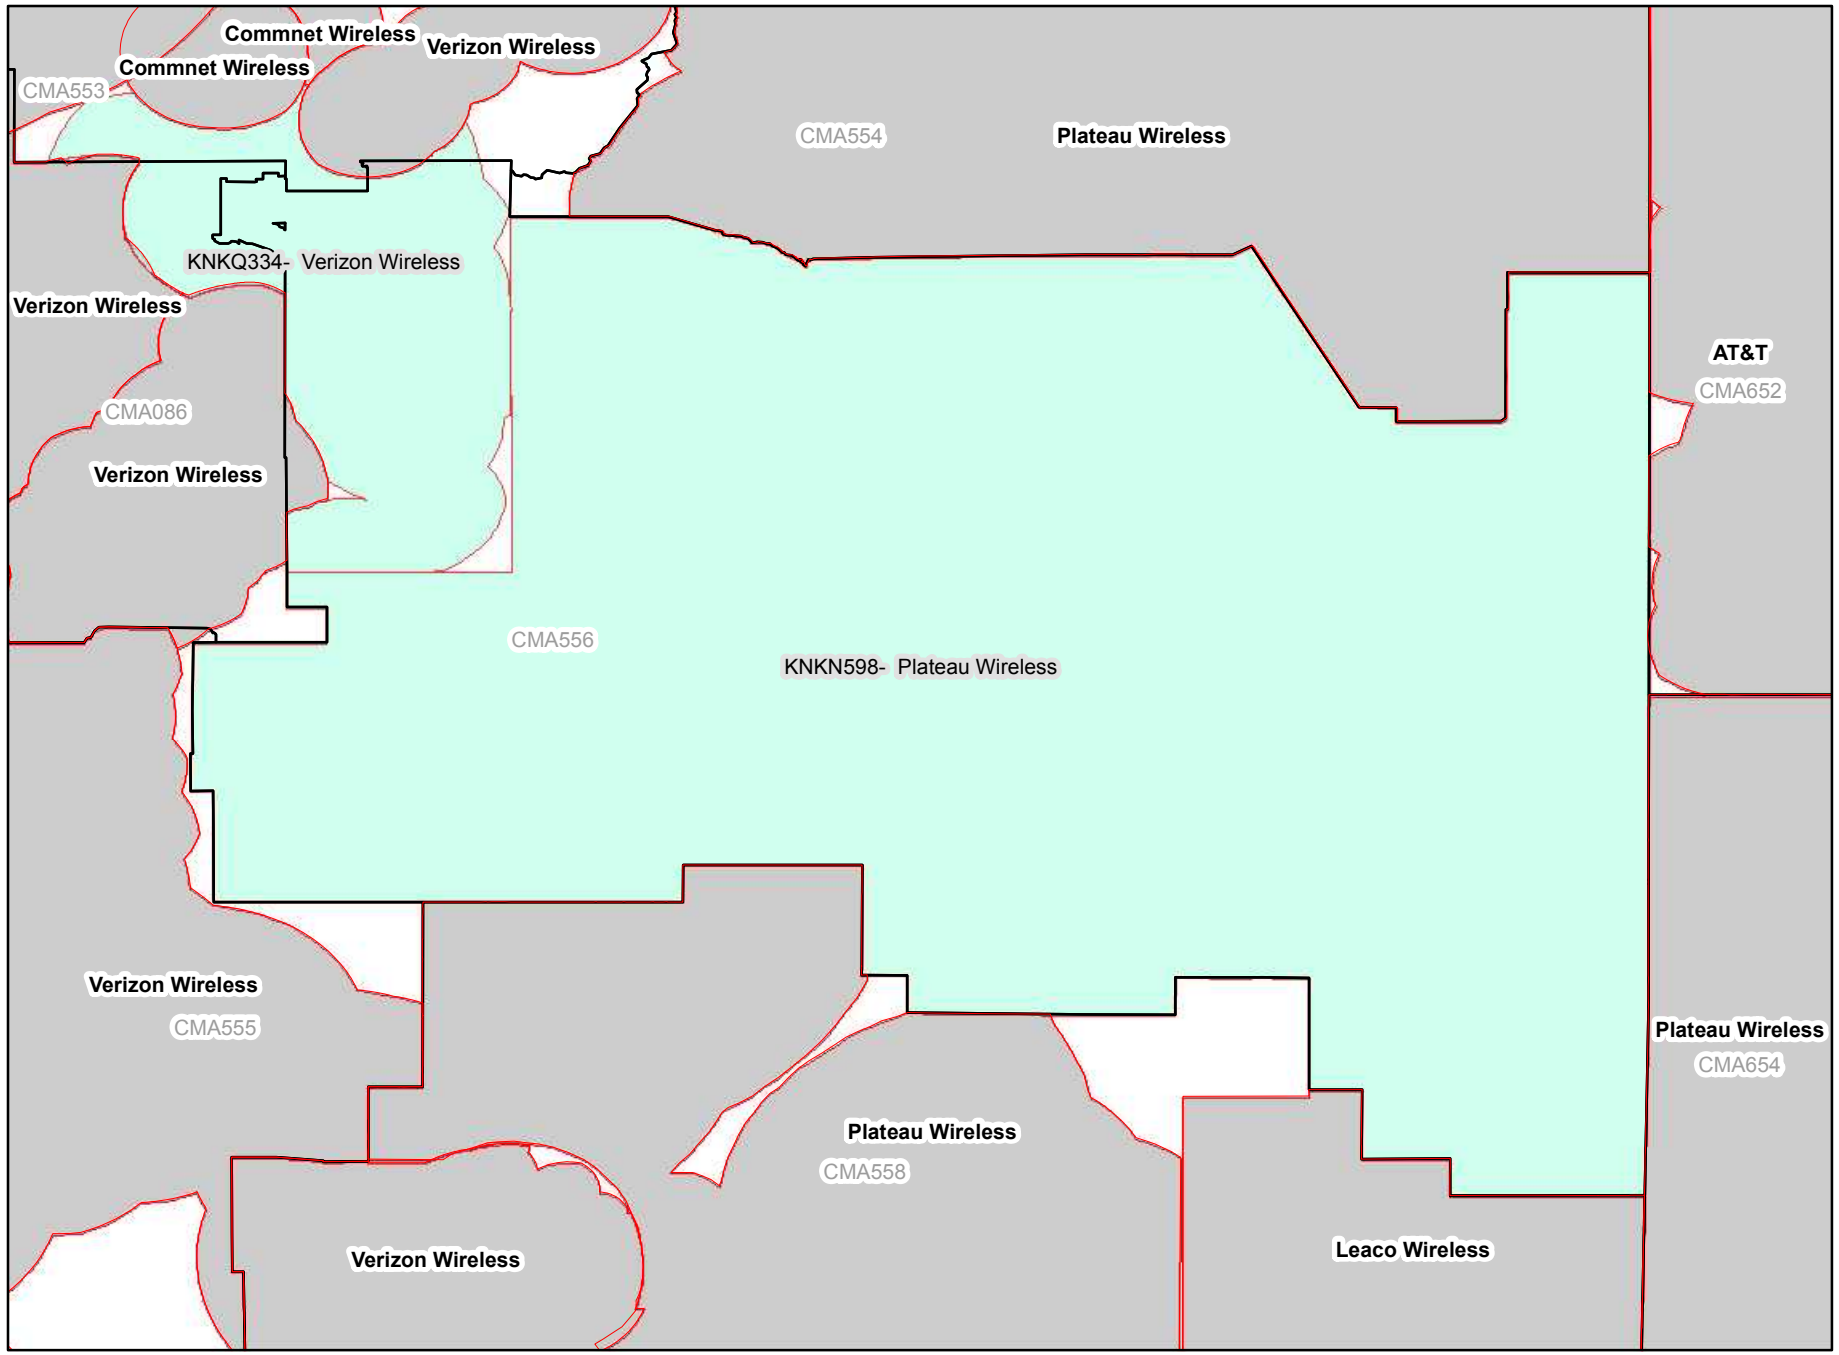 Commnet Wireless
Verizon Wireless
Commnet Wireless
CMA553
CMA554
Plateau Wireless
KNKQ334- Verizon Wireless
Verizon Wireless
AT&T
CMA652
CMA086
Verizon Wireless
CMA556
KNKN598- Plateau Wireless
Verizon Wireless
CMA555
Plateau Wireless
CMA654
Plateau Wireless
CMA558
Leaco Wireless
Verizon Wireless